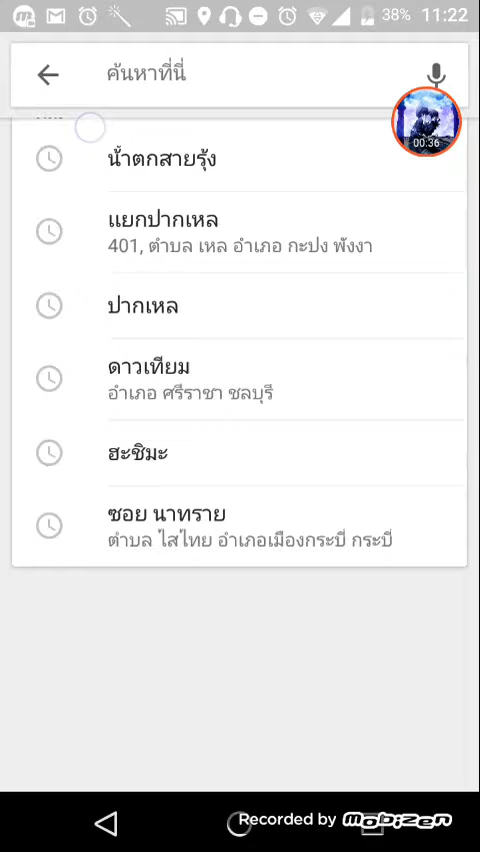 38% 11:22
ค้นหาที่นี่
00:36
น้ำตกสายรุ้ง
แยกปากเหล
401, ตำบล เหล อำเภอ กะปง พังงา
ปากเหล
ดาวเทียม
อำเภอ ศรีราชา ชลบุรี
ฮะชิมะ
ซอย นาทราย
ตำบล ไสไทย อำเภอเมืองกระบี่ กระบี่
Recorded by mobizen